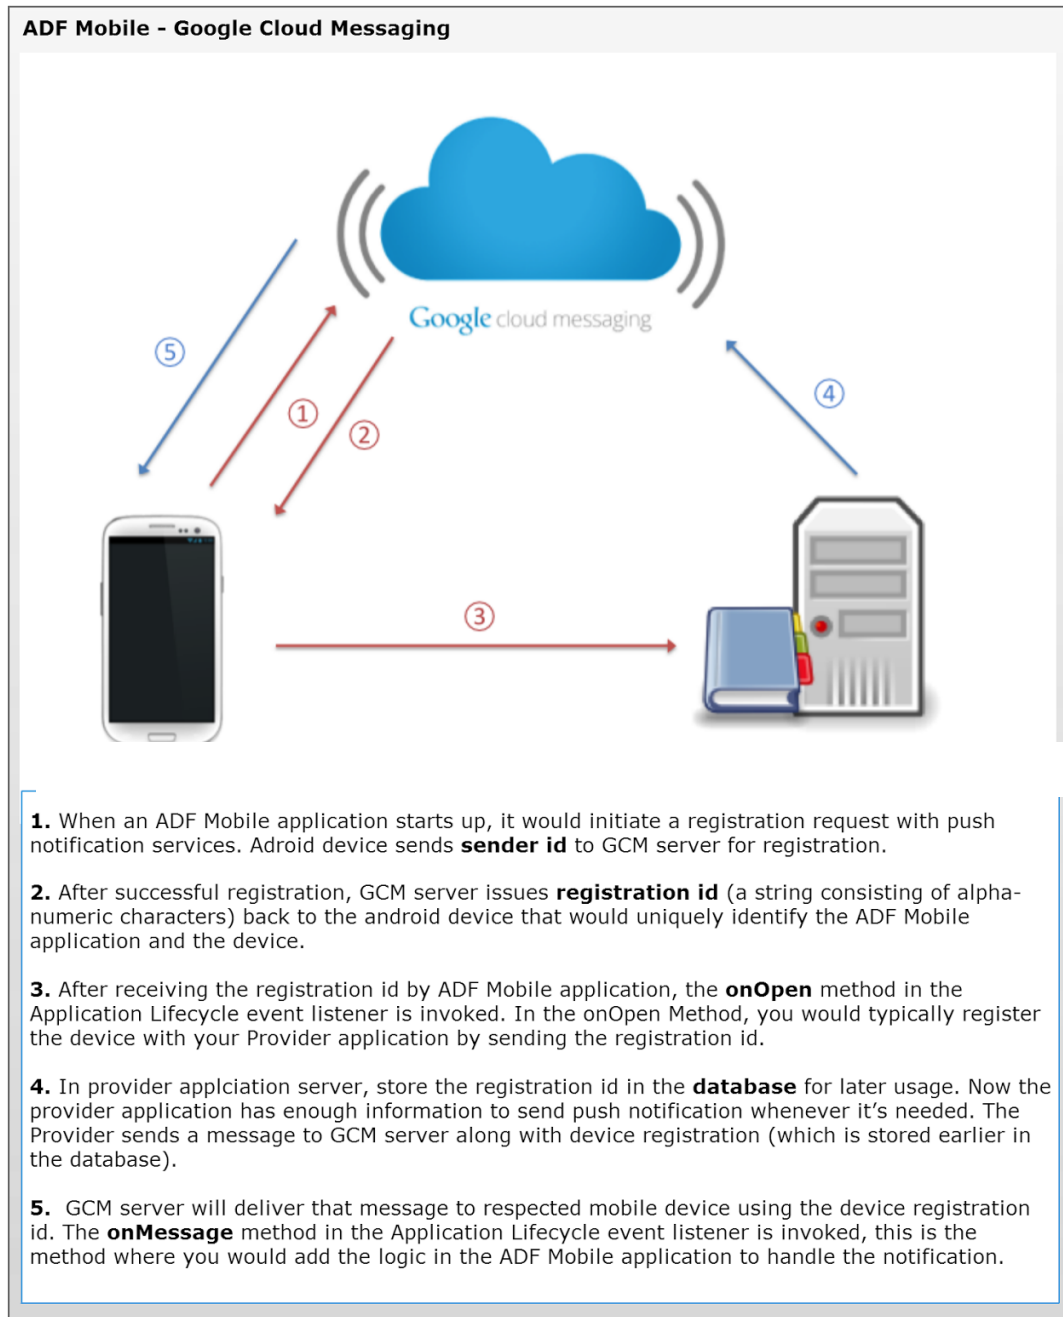 ADF Mobile - Google Cloud Messaging
Google cloud messaging
5
1
2
4
3
1. When an ADF Mobile application starts up, it would initiate a registration request with push
notification services. Adroid device sends sender id to GCM server for registration.
2. After successful registration, GCM server issues registration id (a string consisting of alpha-
numeric characters) back to the android device that would uniquely identify the ADF Mobile
application and the device.
3. After receiving the registration id by ADF Mobile application, the onOpen method in the
Application Lifecycle event listener is invoked. In the onOpen Method, you would typically register
the device with your Provider application by sending the registration id.
4. In provider applciation server, store the registration id in the database for later usage. Now the
provider application has enough information to send push notification whenever it’s needed. The
Provider sends a message to GCM server along with device registration (which is stored earlier in
the database).
5.  GCM server will deliver that message to respected mobile device using the device registration
id. The onMessage method in the Application Lifecycle event listener is invoked, this is the
method where you would add the logic in the ADF Mobile application to handle the notification.